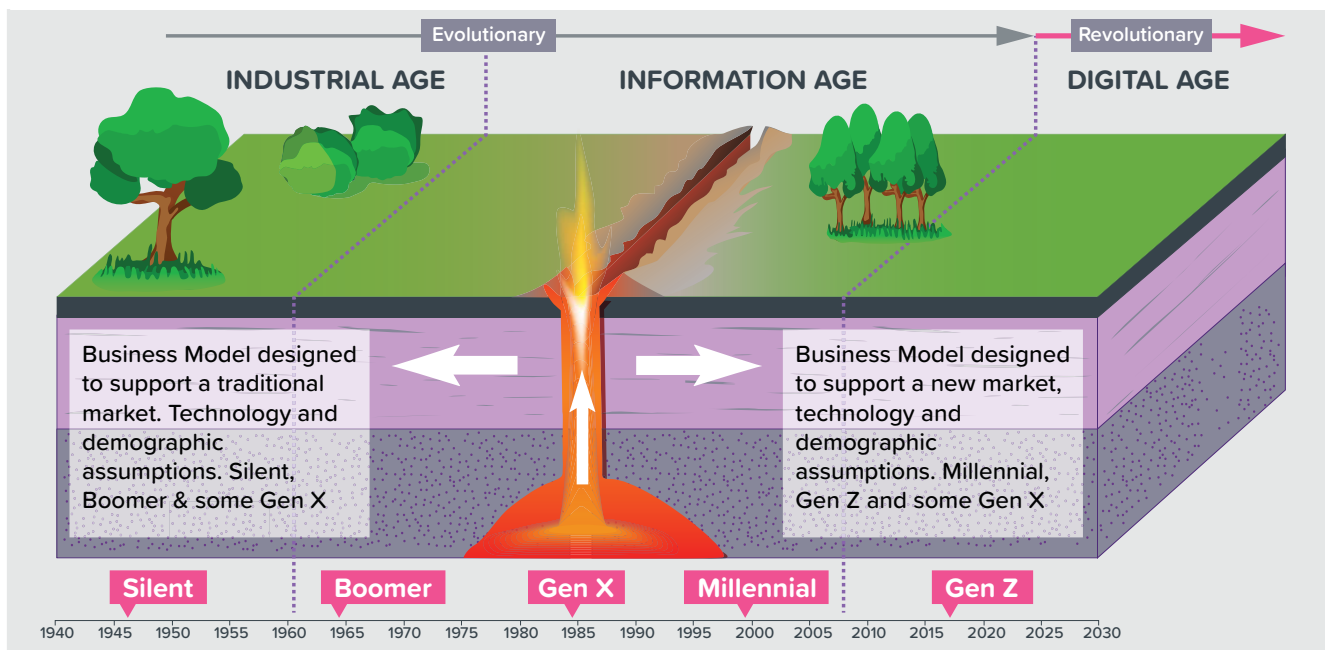 Evolutionary
Revolutionary
INDUSTRIAL AGE
INFORMATION AGE
DIGITAL AGE
Business Model designed
to support a traditional
market. Technology and
demographic
assumptions. Silent,
Boomer & some Gen X
Business Model designed
to support a new market,
technology and
demographic
assumptions. Millennial,
Gen Z and some Gen X
Silent
Boomer
Gen X
Millennial
Gen Z
1940 1945 1950 1955 1960 1965 1970 1975 1980 1985 1990 1995 2000 2005 2010 2015 2020 2025 2030